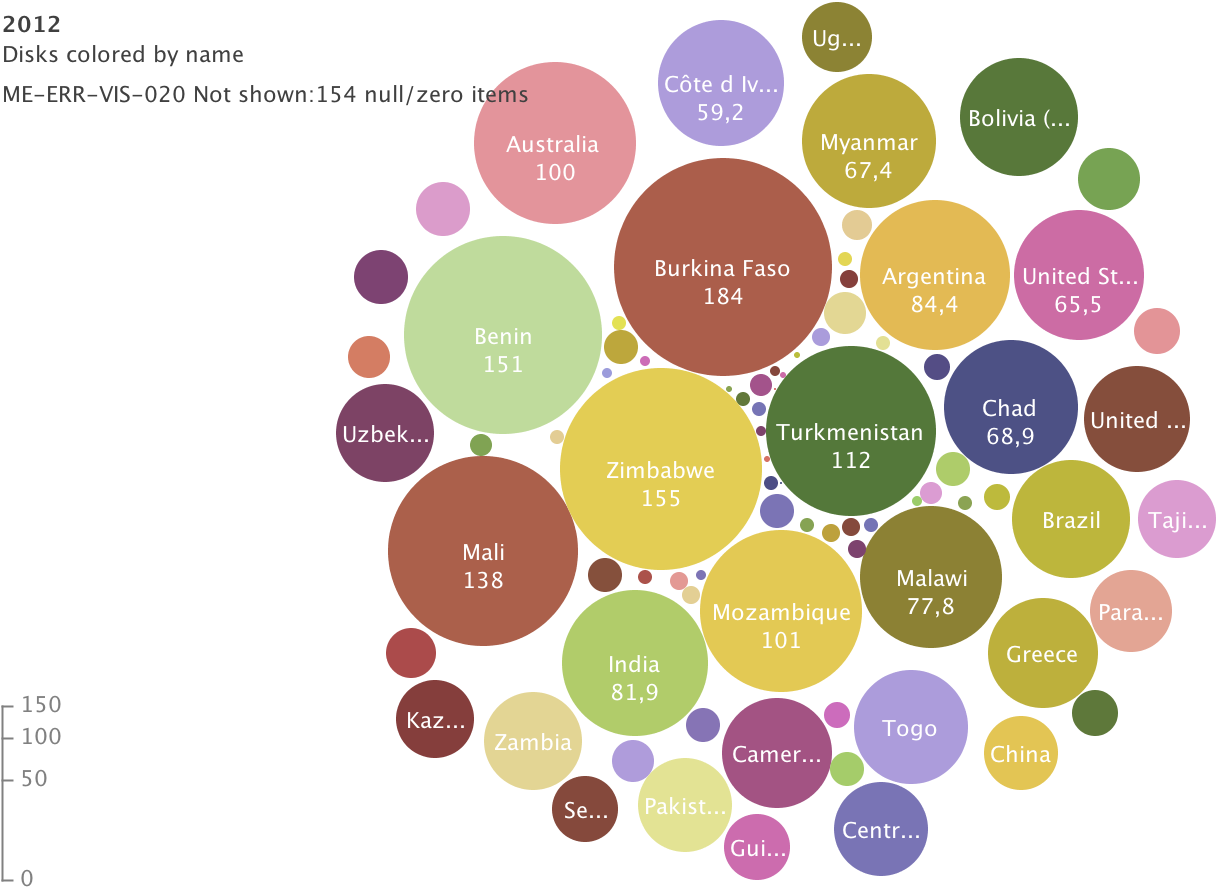 2012
Disks colored by name
ME-ERR-VIS-020 Not shown:154 null/zero items
Ug...
Côte d Iv...
59,2
Bolivia (...
Australia
100
Myanmar
67,4
Burkina Faso
184
Argentina
84,4
United St...
65,5
Benin
151
Chad
68,9
United ...
Uzbek...
Turkmenistan
112
Zimbabwe
155
Brazil
Taji...
Mali
138
Malawi
77,8
Mozambique
101
Para...
India
81,9
Greece
150
100
50
0
Kaz...
Zambia
Camer...
Togo
China
Se...
Pakist...
Gui...
Centr...